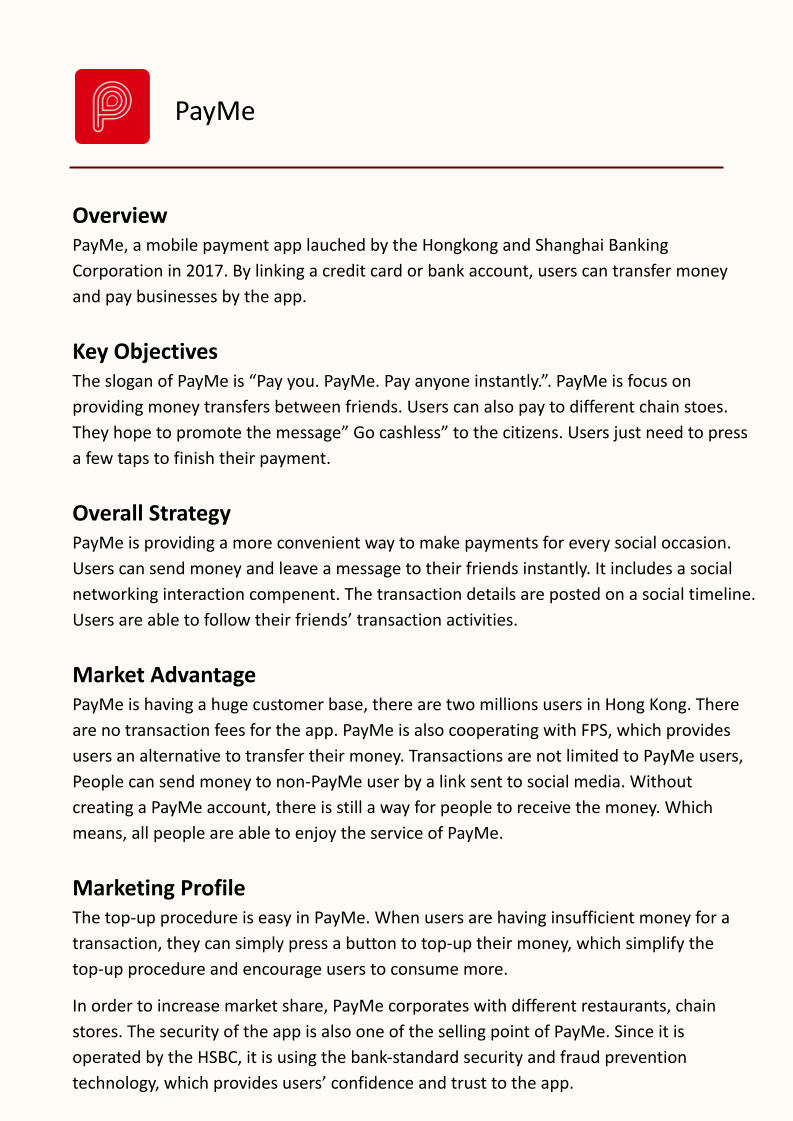 PayMe
Overview
PayMe, a mobile payment app lauched by the Hongkong and Shanghai Banking
Corporation in 2017. By linking a credit card or bank account, users can transfer money
and pay businesses by the app.
Key Objectives
The slogan of PayMe is “Pay you. PayMe. Pay anyone instantly.”. PayMe is focus on
providing money transfers between friends. Users can also pay to different chain stoes.
They hope to promote the message” Go cashless” to the citizens. Users just need to press
a few taps to finish their payment.
Overall Strategy
PayMe is providing a more convenient way to make payments for every social occasion.
Users can send money and leave a message to their friends instantly. It includes a social
networking interaction compenent. The transaction details are posted on a social timeline.
Users are able to follow their friends’ transaction activities.
Market Advantage
PayMe is having a huge customer base, there are two millions users in Hong Kong. There
are no transaction fees for the app. PayMe is also cooperating with FPS, which provides
users an alternative to transfer their money. Transactions are not limited to PayMe users,
People can send money to non-PayMe user by a link sent to social media. Without
creating a PayMe account, there is still a way for people to receive the money. Which
means, all people are able to enjoy the service of PayMe.
Marketing Profile
The top-up procedure is easy in PayMe. When users are having insufficient money for a
transaction, they can simply press a button to top-up their money, which simplify the
top-up procedure and encourage users to consume more.
In order to increase market share, PayMe corporates with different restaurants, chain
stores. The security of the app is also one of the selling point of PayMe. Since it is
operated by the HSBC, it is using the bank-standard security and fraud prevention
technology, which provides users’ confidence and trust to the app.